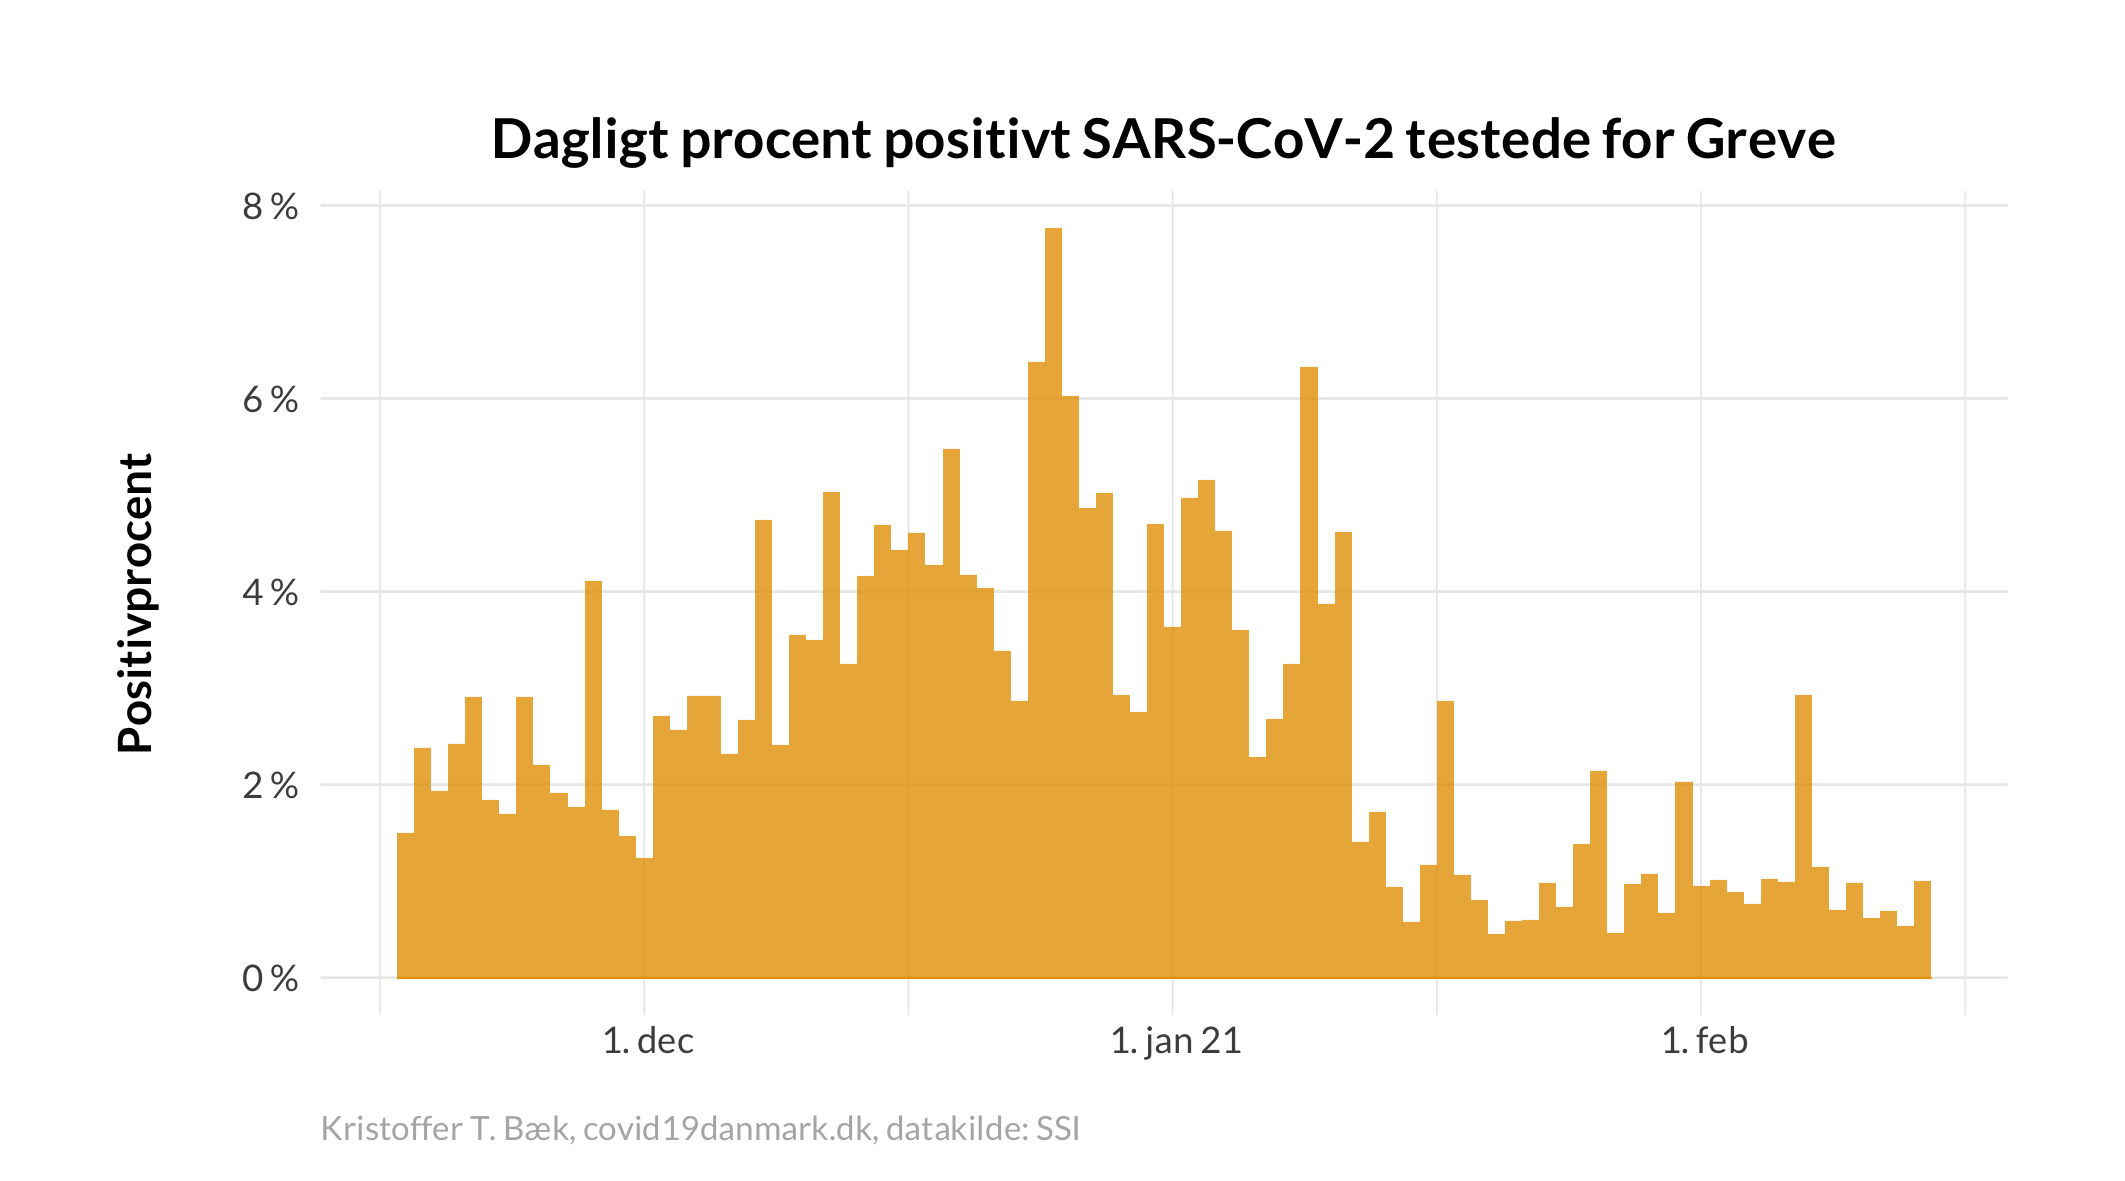 Dagligt procent positivt SARS-CoV-2 testede for Greve
Positivprocent
8 %
6 %
4 %
2 %
0 %
1. dec
1. jan 21
1. feb
Kristoffer T. Bæk, covid19danmark.dk, datakilde: SSI